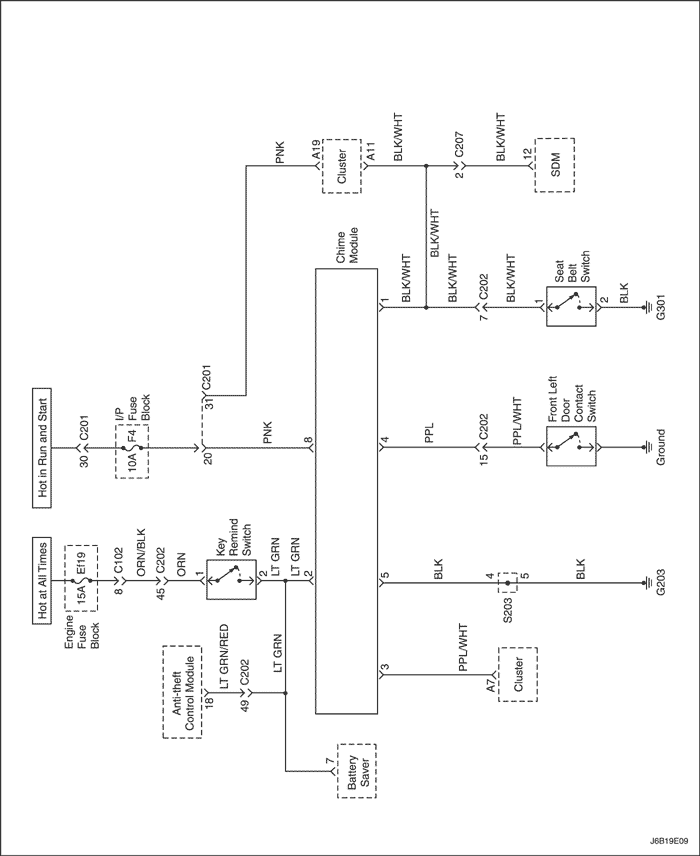 Hot at All Times
Hot in Run and Start
Engine
Fuse
Block
15A
Ef19
8
C102
ORN/BLK
45
C202
ORN
1
Key
Remind
Switch
2
LT GRN
LT GRN
2
Anti-theft
Control Module
18
LT GRN/RED
49
C202
LT GRN
7
Battery
Saver
30
C201
10A
F4
I/P
Fuse
Block
20
31
C201
PNK
8
PNK
A19
Cluster
A11
BLK/WHT
2
C207
BLK/WHT
12
SDM
BLK/WHT
Chime
Module
1
BLK/WHT
BLK/WHT
7
C202
BLK/WHT
1
Seat
Belt
Switch
2
BLK
G301
4
PPL
15
C202
PPL/WHT
Front Left
Door
Contact
Switch
Ground
5
BLK
4
S203
5
BLK
G203
3
PPL/WHT
A7
Cluster
J6B19E09